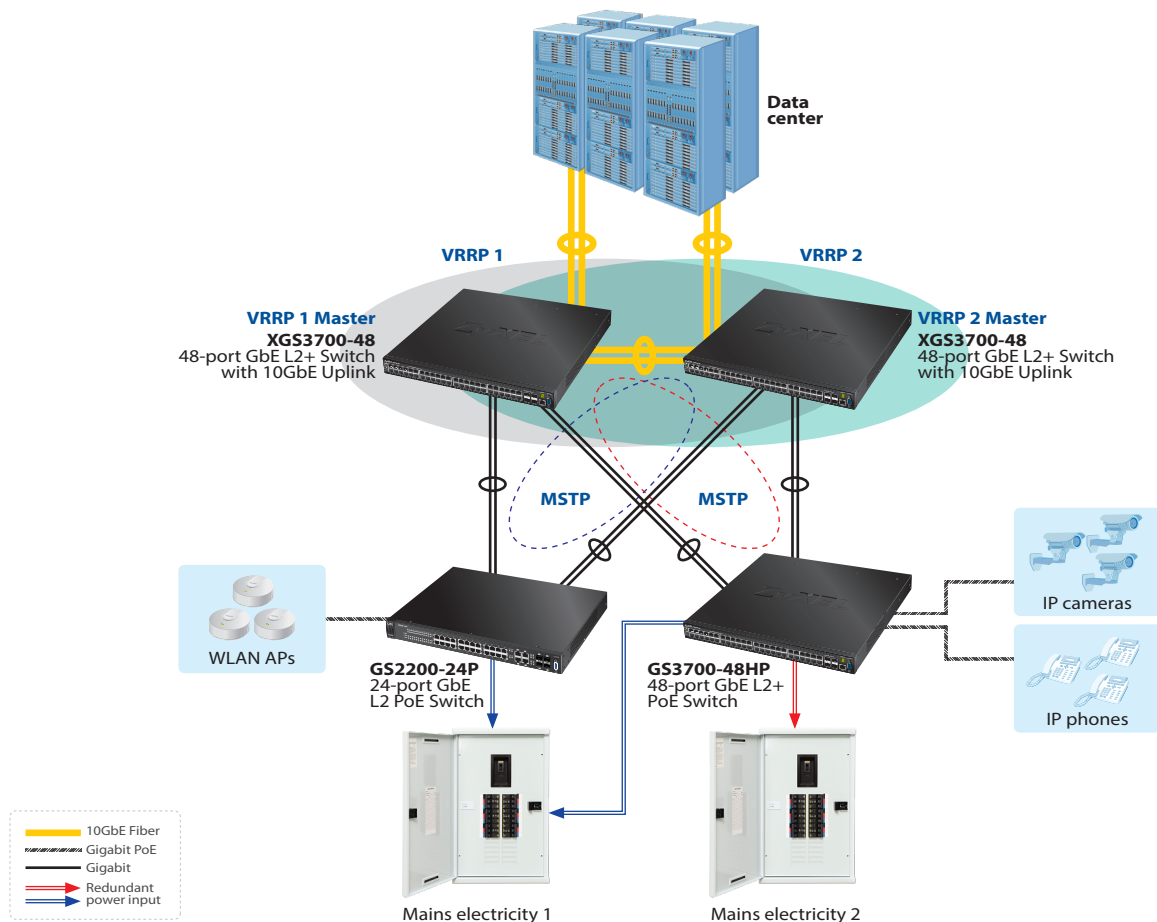 Data
center
VRRP 1
VRRP 2
VRRP 1 Master
XGS3700-48
48-port GbE L2+ Switch
with 10GbE Uplink
VRRP 2 Master
XGS3700-48
48-port GbE L2+ Switch
with 10GbE Uplink
MSTP
MSTP
WLAN APs
GS2200-24P
24-port GbE
L2 PoE Switch
GS3700-48HP
48-port GbE L2+
PoE Switch
IP cameras
IP phones
10GbE Fiber
Gigabit PoE
Gigabit
Redundant
power input
Mains electricity 1
Mains electricity 2